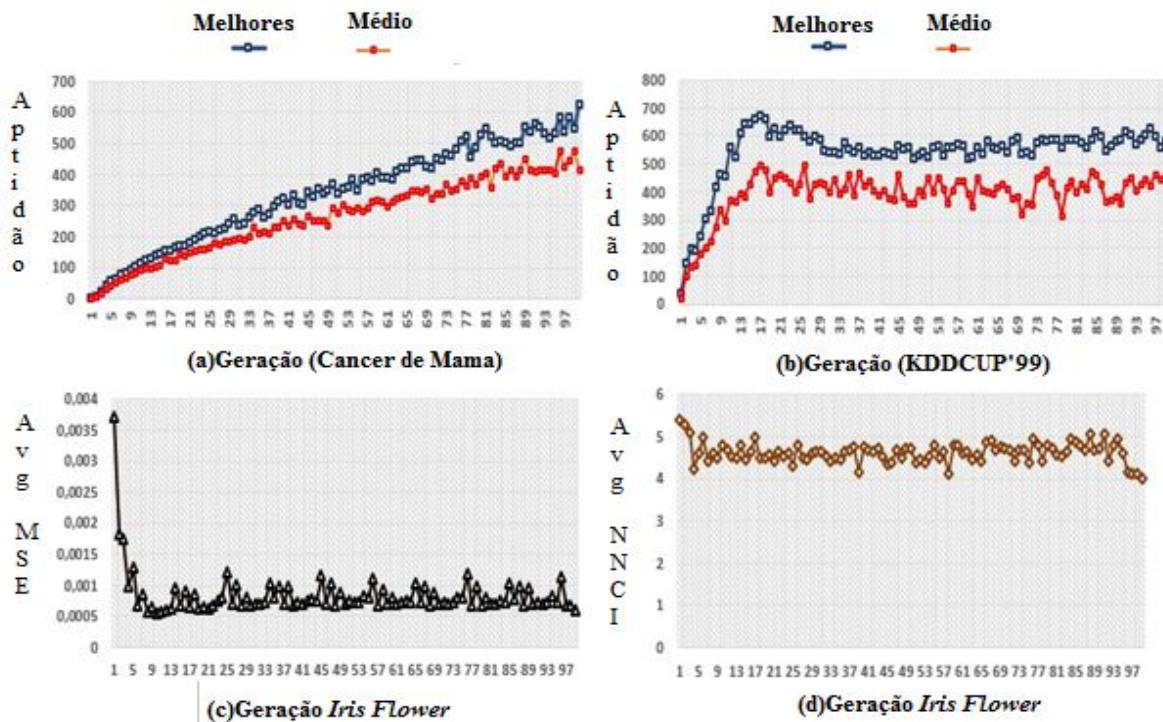 Melhores Médio
Aptidão
700
600
500
400
300
200
100
0
1 5 9 13 17 21 25 29 33 37 41 45 49 53 57 61 65 69 73 77 81 85 89 93 97
(a)Geração (Cancer de Mama)
Melhores Médio
Aptidão
800
700
600
500
400
300
200
100
0
1 5 9 13 17 21 25 29 33 37 41 45 49 53 57 61 65 69 73 77 81 85 89 93 97
(b)Geração (KDDCUP'99)
Avg MSE
0,004
0,0035
0,003
0,0025
0,002
0,0015
0,001
0,0005
0
1 5 9 13 17 21 25 29 33 37 41 45 49 53 57 61 65 69 73 77 81 85 89 93 97
(c)Geração Iris Flower
Avg NNCI
6
5
4
3
2
1
0
1 5 9 13 17 21 25 29 33 37 41 45 49 53 57 61 65 69 73 77 81 85 89 93 97
(d)Geração Iris Flower